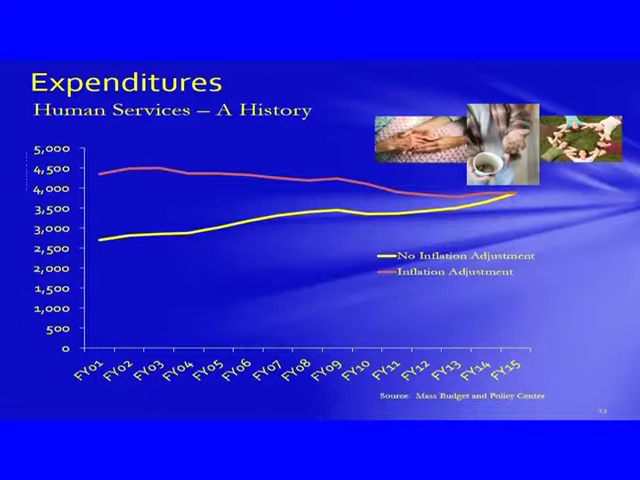 Expenditures
Human Services – A History
5,000
4,500
4,000
3,500
3,000
2,500
2,000
1,500
1,000
500
0
No Inflation Adjustment
Inflation Adjustment
FY01 FY02 FY03 FY04 FY05 FY06 FY07 FY08 FY09 FY10 FY11 FY12 FY13 FY14 FY15
Source: Mass Budget and Policy Center
13